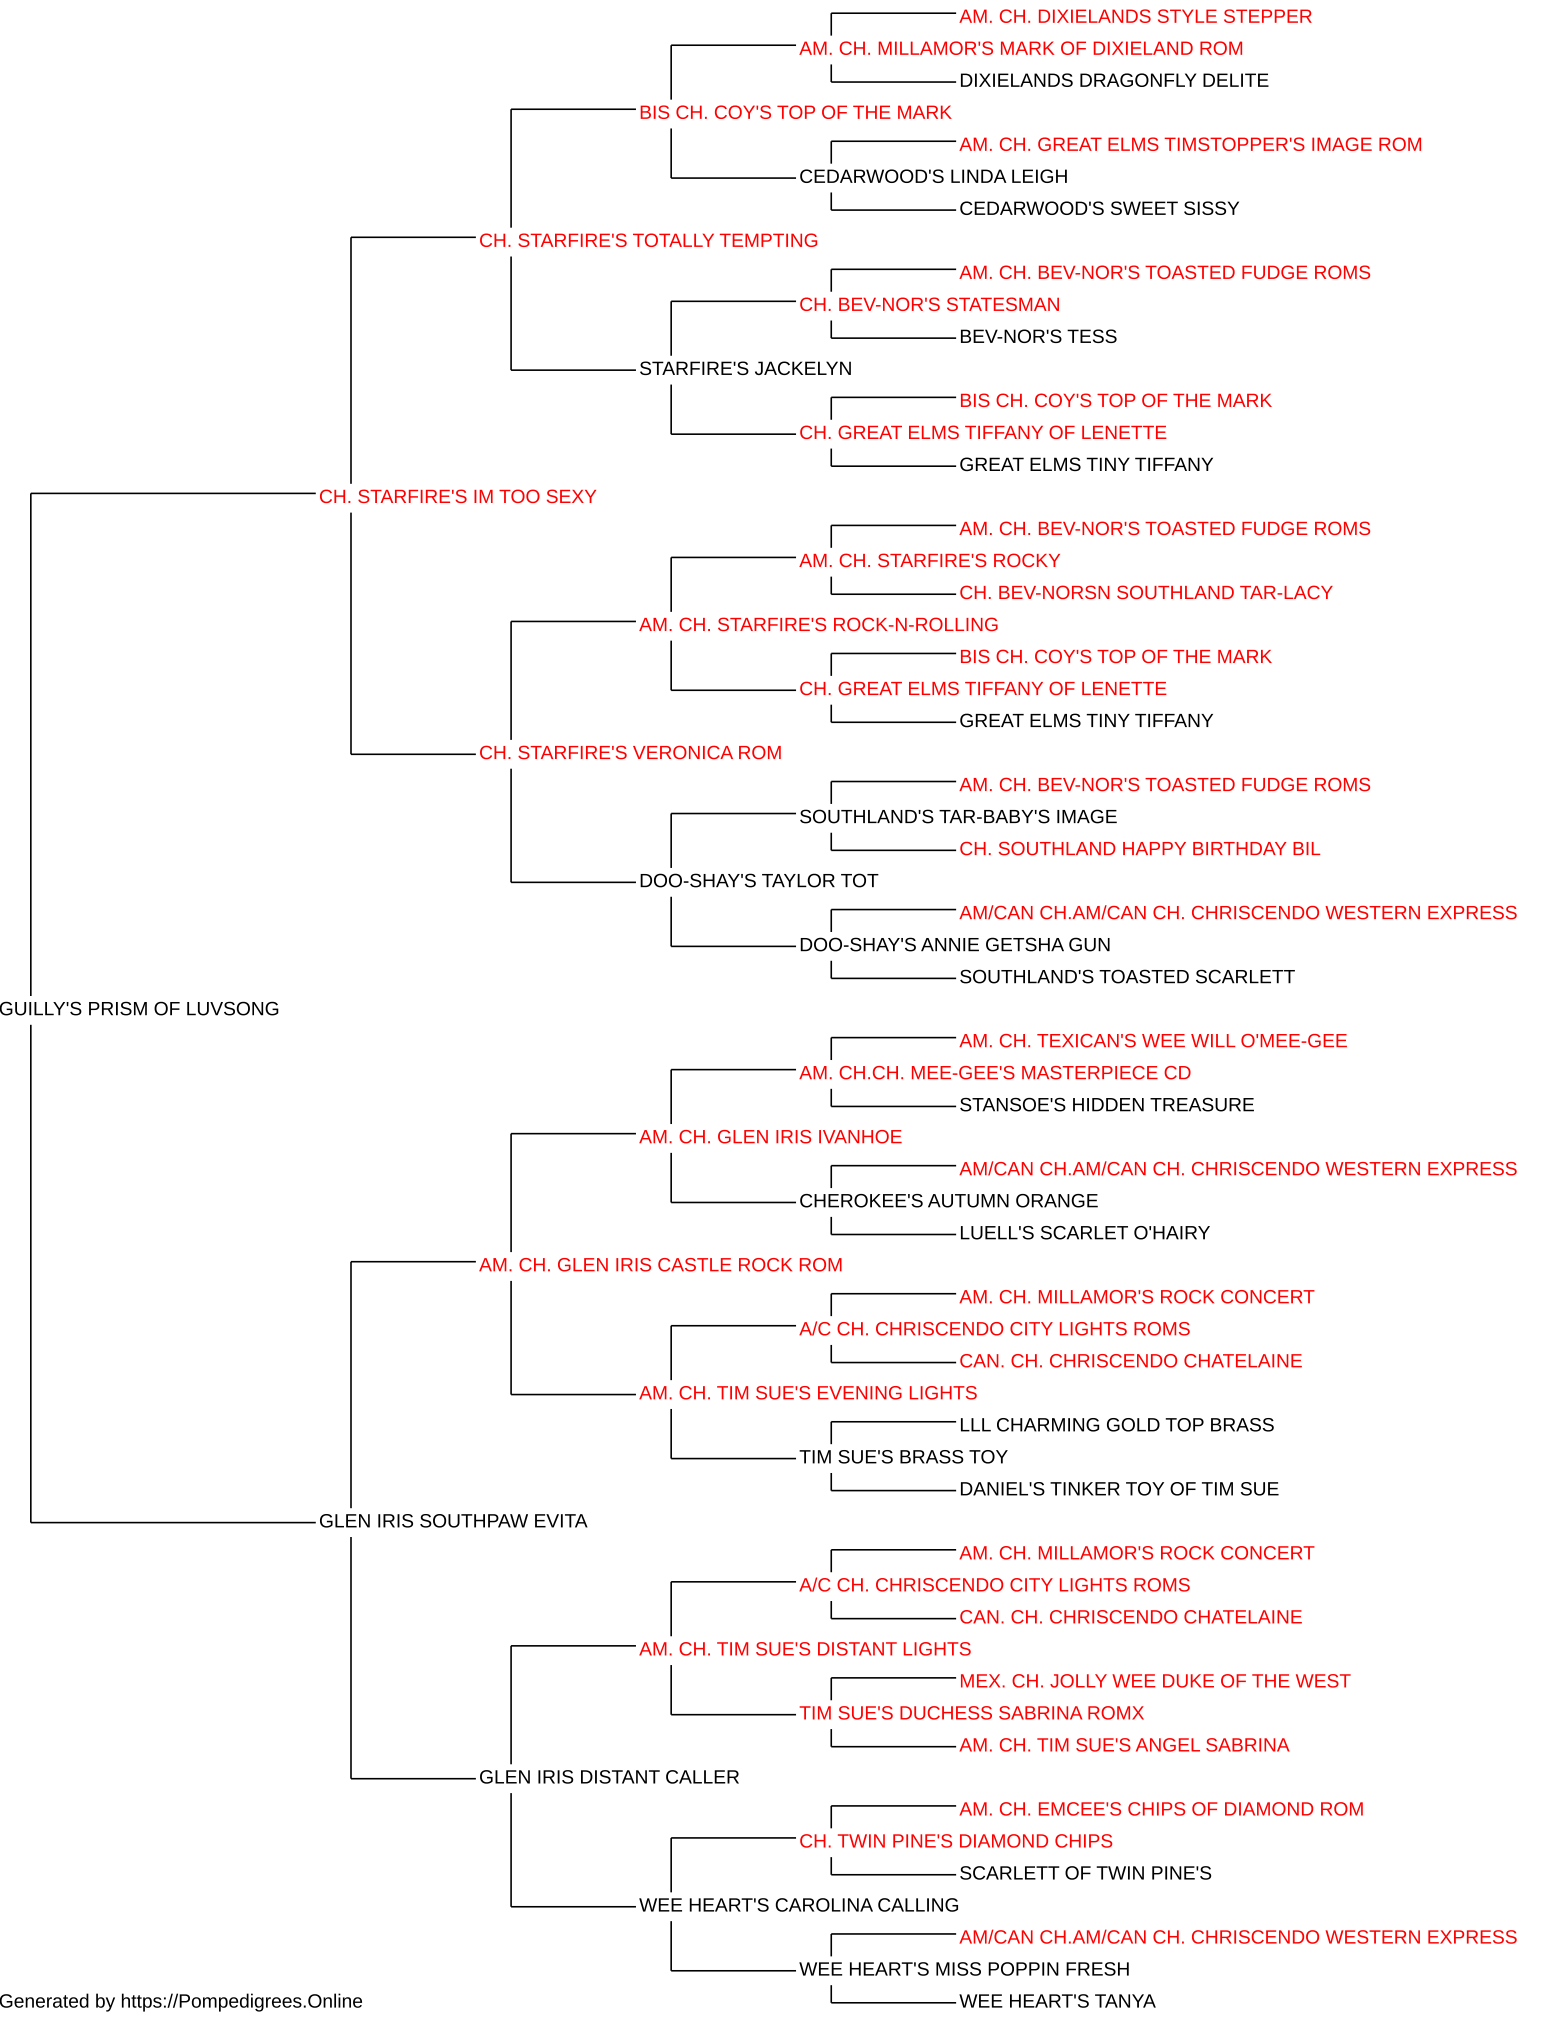 AM. CH. DIXIELANDS STYLE STEPPER
AM. CH. MILLAMOR'S MARK OF DIXIELAND ROM
DIXIELANDS DRAGONFLY DELITE
BIS CH. COY'S TOP OF THE MARK
AM. CH. GREAT ELMS TIMSTOPPER'S IMAGE ROM
CEDARWOOD'S LINDA LEIGH
CEDARWOOD'S SWEET SISSY
CH. STARFIRE'S TOTALLY TEMPTING
AM. CH. BEV-NOR'S TOASTED FUDGE ROMS
CH. BEV-NOR'S STATESMAN
BEV-NOR'S TESS
STARFIRE'S JACKELYN
BIS CH. COY'S TOP OF THE MARK
CH. GREAT ELMS TIFFANY OF LENETTE
GREAT ELMS TINY TIFFANY
CH. STARFIRE'S IM TOO SEXY
AM. CH. BEV-NOR'S TOASTED FUDGE ROMS
AM. CH. STARFIRE'S ROCKY
CH. BEV-NORSN SOUTHLAND TAR-LACY
AM. CH. STARFIRE'S ROCK-N-ROLLING
BIS CH. COY'S TOP OF THE MARK
CH. GREAT ELMS TIFFANY OF LENETTE
GREAT ELMS TINY TIFFANY
CH. STARFIRE'S VERONICA ROM
AM. CH. BEV-NOR'S TOASTED FUDGE ROMS
SOUTHLAND'S TAR-BABY'S IMAGE
CH. SOUTHLAND HAPPY BIRTHDAY BIL
DOO-SHAY'S TAYLOR TOT
AM/CAN CH.AM/CAN CH. CHRISCENDO WESTERN EXPRESS
DOO-SHAY'S ANNIE GETSHA GUN
SOUTHLAND'S TOASTED SCARLETT
GUILLY'S PRISM OF LUVSONG
AM. CH. TEXICAN'S WEE WILL O'MEE-GEE
AM. CH.CH. MEE-GEE'S MASTERPIECE CD
STANSOE'S HIDDEN TREASURE
AM. CH. GLEN IRIS IVANHOE
AM/CAN CH.AM/CAN CH. CHRISCENDO WESTERN EXPRESS
CHEROKEE'S AUTUMN ORANGE
LUELL'S SCARLET O'HAIRY
AM. CH. GLEN IRIS CASTLE ROCK ROM
AM. CH. MILLAMOR'S ROCK CONCERT
A/C CH. CHRISCENDO CITY LIGHTS ROMS
CAN. CH. CHRISCENDO CHATELAINE
AM. CH. TIM SUE'S EVENING LIGHTS
LLL CHARMING GOLD TOP BRASS
TIM SUE'S BRASS TOY
DANIEL'S TINKER TOY OF TIM SUE
GLEN IRIS SOUTHPAW EVITA
AM. CH. MILLAMOR'S ROCK CONCERT
A/C CH. CHRISCENDO CITY LIGHTS ROMS
CAN. CH. CHRISCENDO CHATELAINE
AM. CH. TIM SUE'S DISTANT LIGHTS
MEX. CH. JOLLY WEE DUKE OF THE WEST
TIM SUE'S DUCHESS SABRINA ROMX
AM. CH. TIM SUE'S ANGEL SABRINA
GLEN IRIS DISTANT CALLER
AM. CH. EMCEE'S CHIPS OF DIAMOND ROM
CH. TWIN PINE'S DIAMOND CHIPS
SCARLETT OF TWIN PINE'S
WEE HEART'S CAROLINA CALLING
AM/CAN CH.AM/CAN CH. CHRISCENDO WESTERN EXPRESS
WEE HEART'S MISS POPPIN FRESH
WEE HEART'S TANYA
Generated by https://Pompedigrees.Online